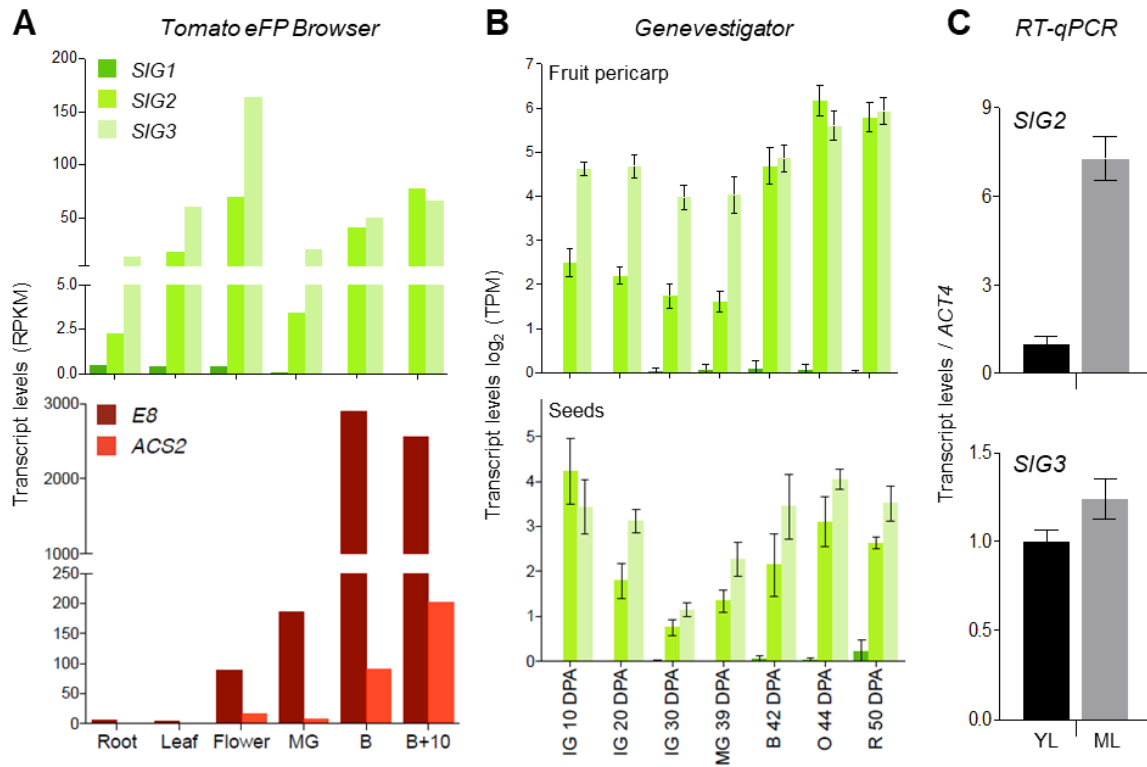 A
Tomato eFP Browser
200
150
100
50
5.0
2.5
0.0
SIG1
SIG2
SIG3
Transcript levels (RPKM)
3000
2000
1000
250
200
150
100
50
0
E8
ACS2
Root Leaf Flower MG B B+10
B
Genevestigator
Fruit pericarp
7
6
5
4
3
2
1
0
Transcript levels log2 (TPM)
Seeds
5
4
3
2
1
0
IG 10 DPA
IG 20 DPA
IG 30 DPA
MG 39 DPA
B 42 DPA
O 44 DPA
R 50 DPA
C
RT-qPCR
9
6
3
0
SlG2
Transcript levels / ACT4
1.5
1.0
0.5
0.0
SlG3
YL ML